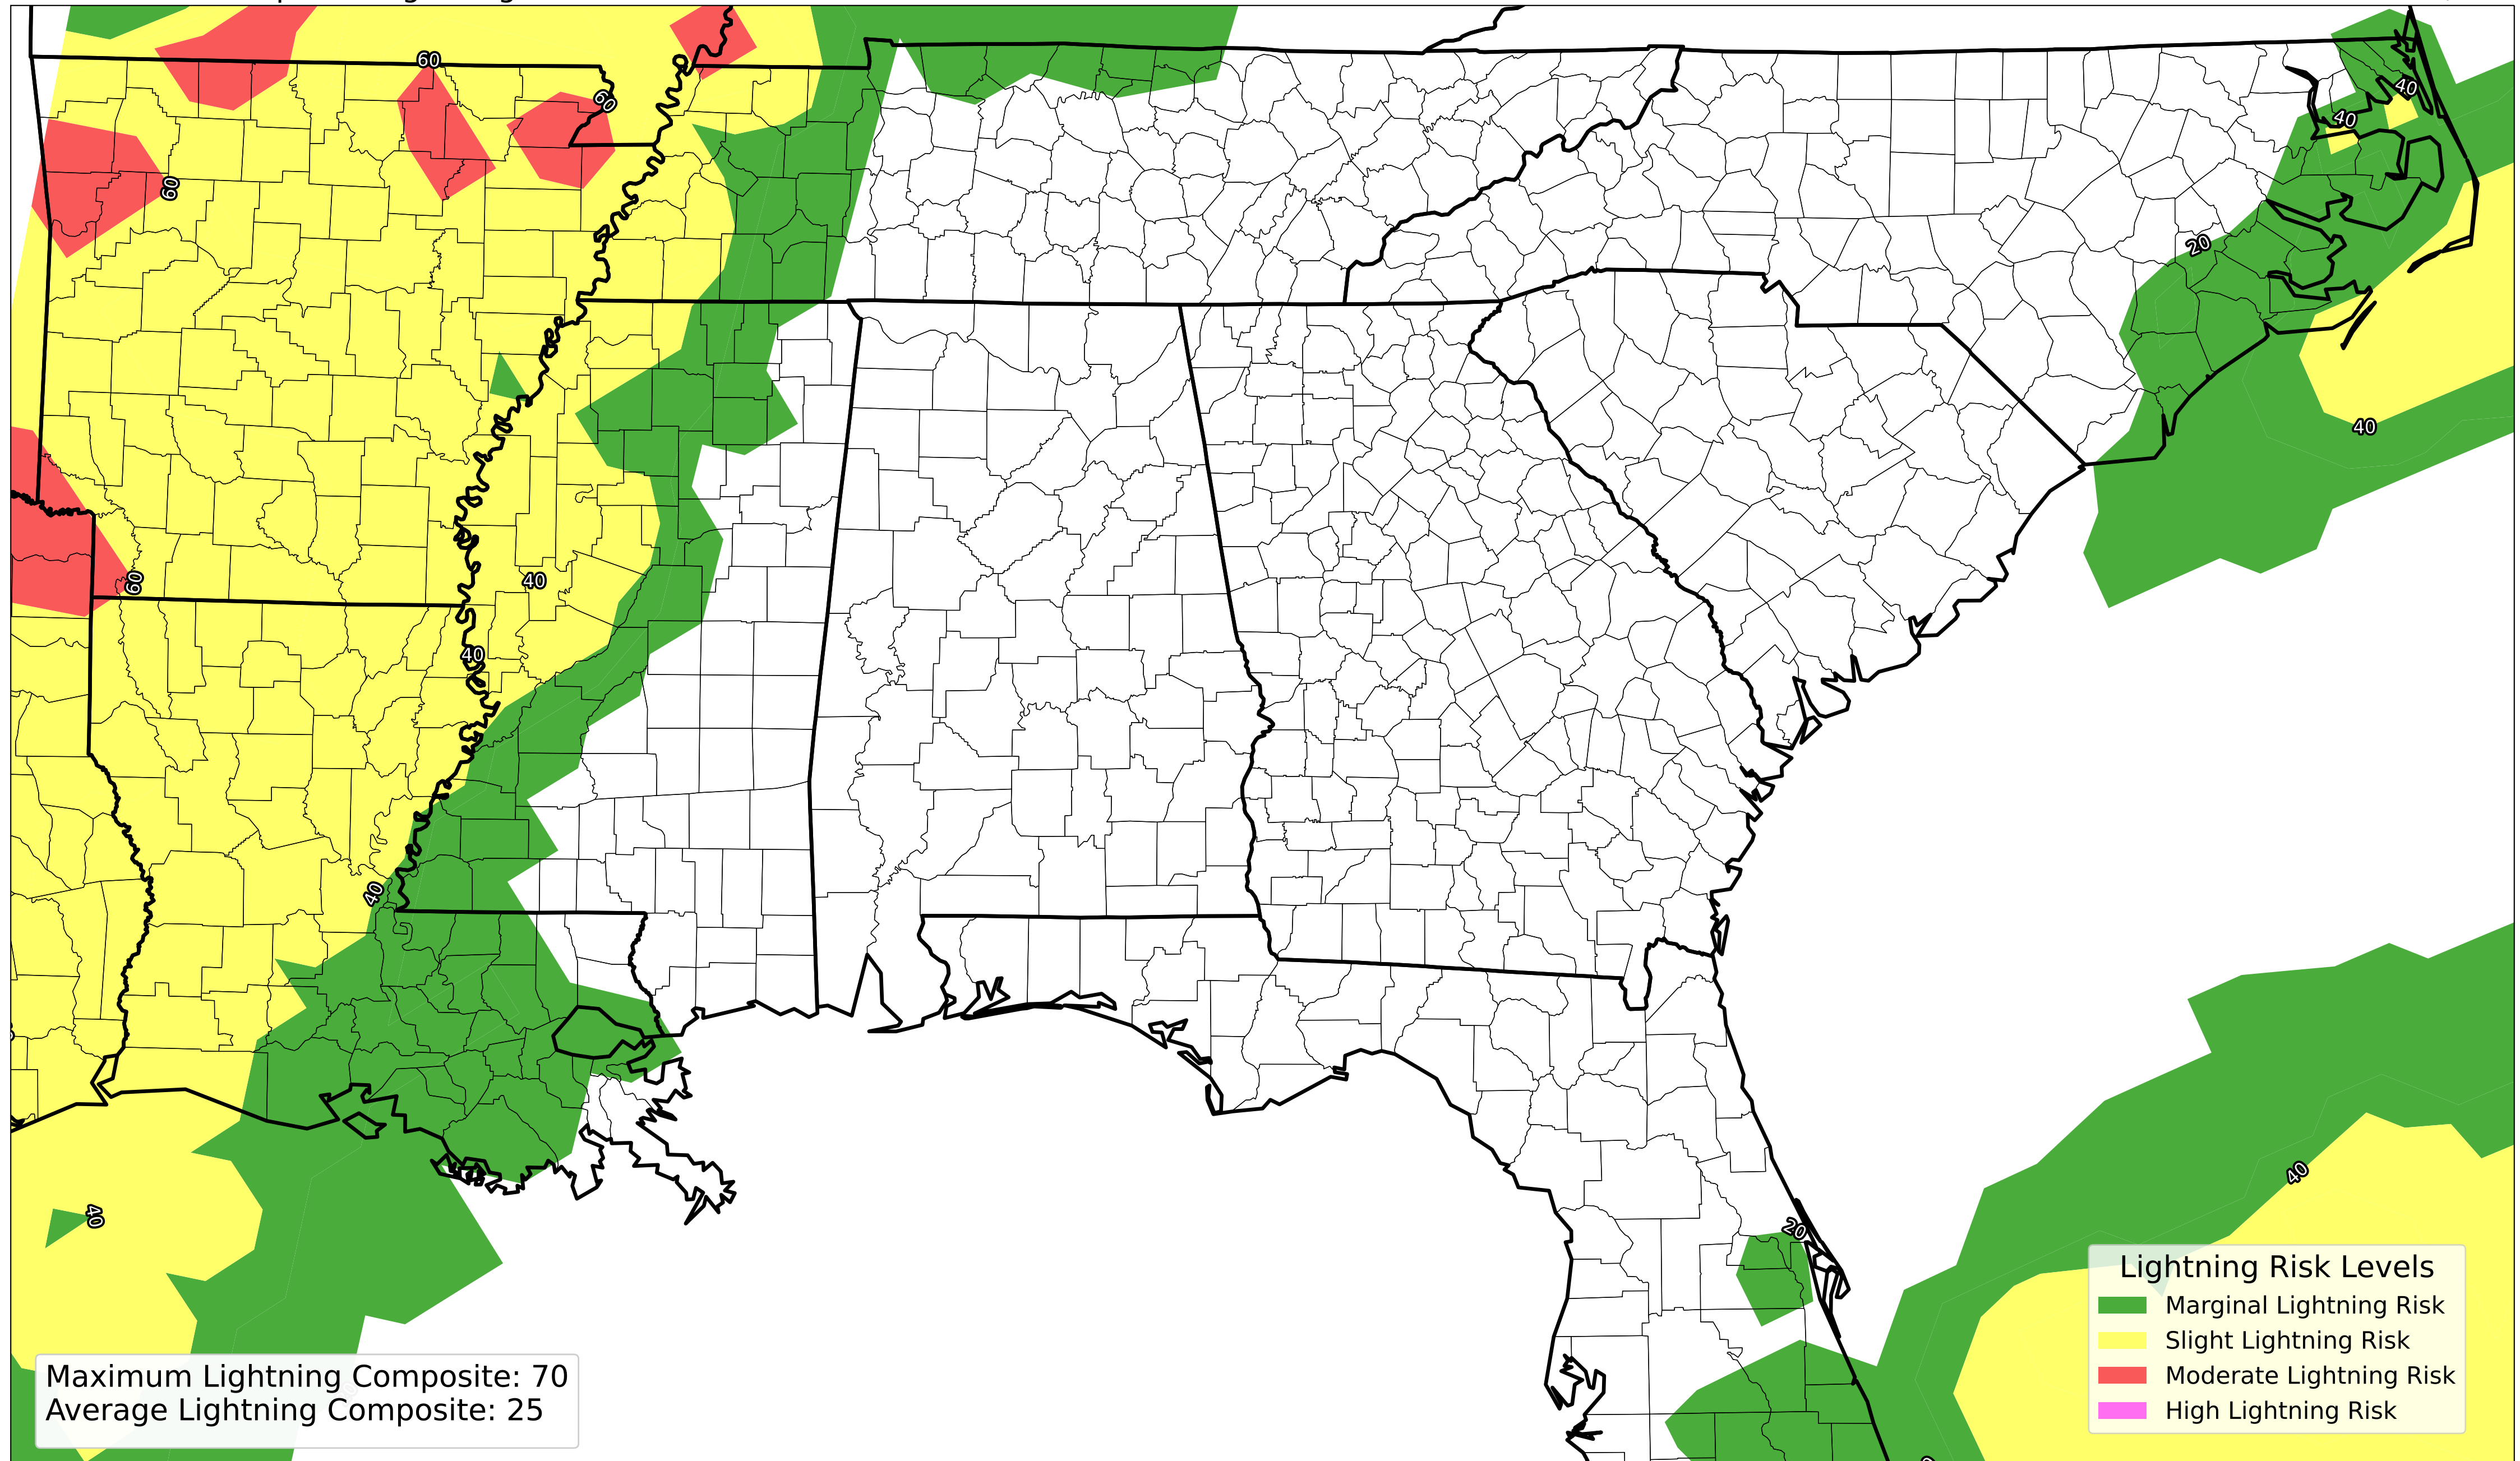 60
60
40
40
60
20
40
60
40
40
40
40
40
20
Lightning Risk Levels
Marginal Lightning Risk
Slight Lightning Risk
Moderate Lightning Risk
High Lightning Risk
Maximum Lightning Composite: 70
Average Lightning Composite: 25